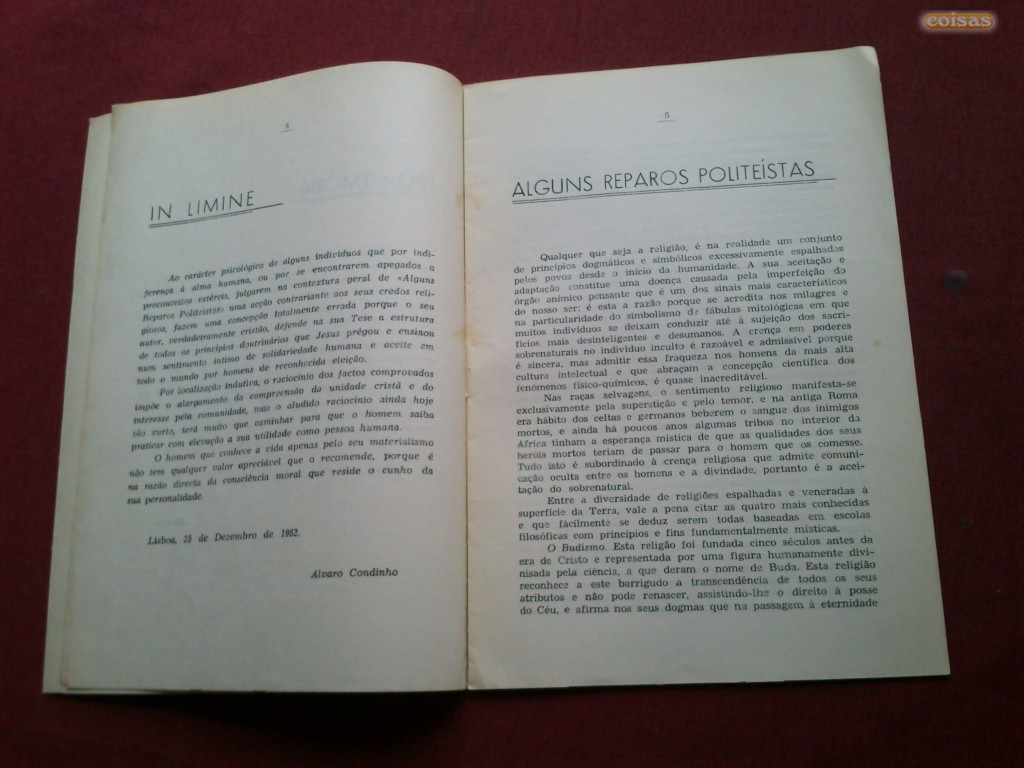 coisas
4
IN LIMINE
Ao carácter psicológico de alguns indivíduos que por indi-
ferença à alma humana, ou por se encontrarem apegados a
preconceitos estéreis, julgarem na contextura geral de «Alguns
Reparos Politeístas» uma acção contrariante aos seus credos reli-
giosos, fazem uma concepção totalmente errada porque o seu
autor, verdadeiramente cristão, defende na sua Tese a estrutura
de todos os princípios doutrinários que Jesus prègou e ensinou
num sentimento íntimo de solidariedade humana e aceite em
todo o mundo por homens de reconhecida eleição.
Por localização indutiva, o raciocínio dos factos comprovados
impõe o alargamento da compreensão da unidade cristã e do
interesse pela comunidade, mas o aludido raciocínio ainda hoje
são curto, terá muito que caminhar para que o homem saiba
praticar com elevação a sua utilidade como pessoa humana.
O homem que conhece a vida apenas pelo seu materialismo
não tem qualquer valor apreciável que o recomende, porque é
na razão directa da consciência moral que reside o cunho da
sua personalidade.
Lisboa, 25 de Dezembro de 1962.
Alvaro Condinho
5
ALGUNS REPAROS POLITEÍSTAS
Qualquer que seja a religião, é na realidade um conjunto
de princípios dogmáticos e simbólicos excessivamente espalhados
pelos povos desde o início da humanidade. A sua aceitação e
adaptação constitue uma doença causada pela imperfeição do
órgão anímico pensante que é um dos sinais mais característicos
do nosso ser; é esta a razão porque se acredita nos milagres e
na particularidade do simbolismo de fábulas mitológicas em que
muitos indivíduos se deixam conduzir até à sujeição dos sacri-
fícios mais desinteligentes e desumanos. A crença em poderes
sobrenaturais no indivíduo inculto é razoável e admissível porque
é sincera, mas admitir essa fraqueza nos homens da mais alta
cultura intelectual e que abraçam a concepção científica dos
fenómenos físico-químicos, é quase inacreditável.
Nas raças selvagens, o sentimento religioso manifesta-se
exclusivamente pela superstição e pelo temor, e na antiga Roma
era hábito dos celtas e germanos beberem o sangue dos inimigos
mortos, e ainda há poucos anos algumas tribos no interior da
Africa tinham a esperança mística de que as qualidades dos seus
heróis mortos teriam de passar para o homem que os comesse.
Tudo isto é subordinado à crença religiosa que admite comuni-
cação oculta entre os homens e a divindade, portanto é a acei-
tação do sobrenatural.
Entre a diversidade de religiões espalhadas e veneradas à
superfície da Terra, vale a pena citar as quatro mais conhecidas
e que fàcilmente se deduz serem todas baseadas em escolas
filosóficas com princípios e fins fundamentalmente místicas.
O Budismo. Esta religião foi fundada cinco séculos antes da
era de Cristo e representada por uma figura humanamente divi-
nisada pela ciência, a que deram o nome de Buda. Esta religião
reconhece a este barrigudo a transcendência de todos os seus
atributos e não pode renascer, assistindo-lhe o direito à posse
do Céu, e afirma nos seus dogmas que na passagem à eternidade